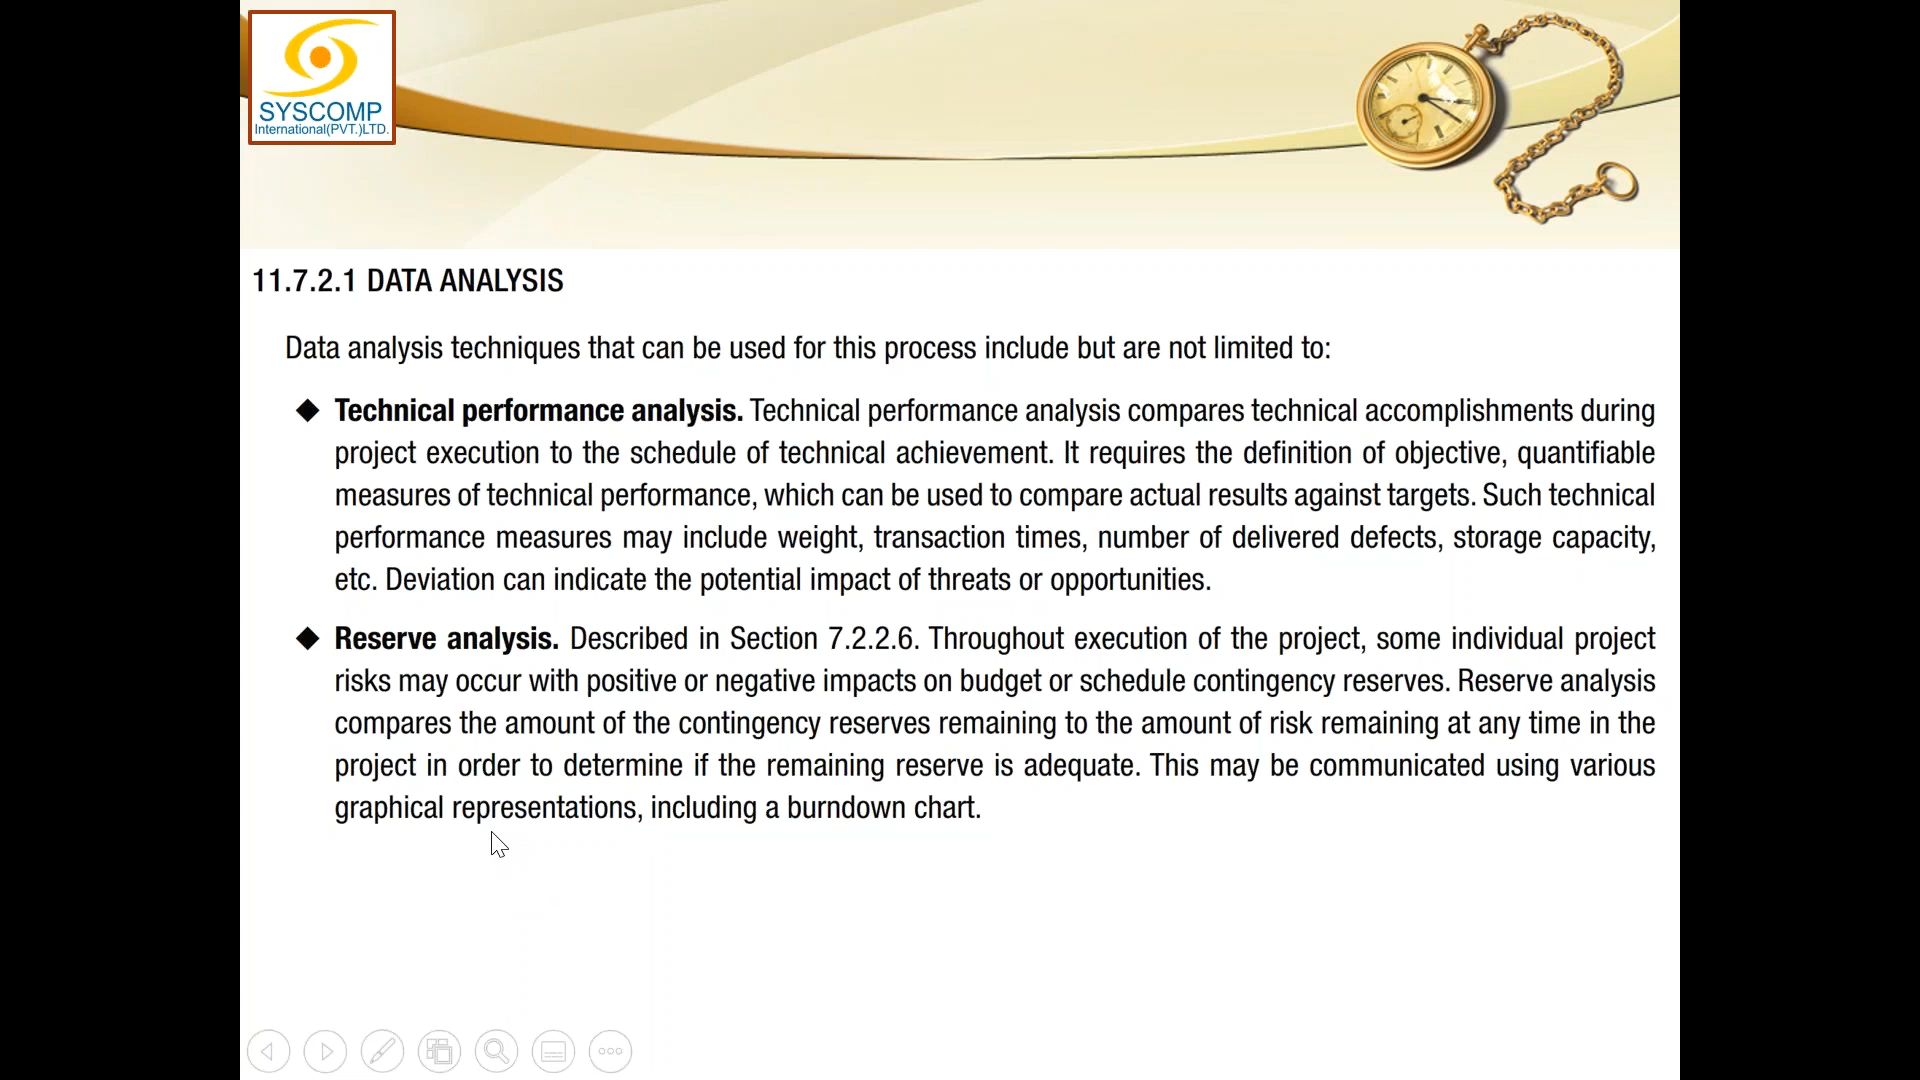 SYSCOMP
International(PVT.)LTD.
11.7.2.1 DATA ANALYSIS
Data analysis techniques that can be used for this process include but are not limited to:
◆ Technical performance analysis. Technical performance analysis compares technical accomplishments during
project execution to the schedule of technical achievement. It requires the definition of objective, quantifiable
measures of technical performance, which can be used to compare actual results against targets. Such technical
performance measures may include weight, transaction times, number of delivered defects, storage capacity,
etc. Deviation can indicate the potential impact of threats or opportunities.
◆ Reserve analysis. Described in Section 7.2.2.6. Throughout execution of the project, some individual project
risks may occur with positive or negative impacts on budget or schedule contingency reserves. Reserve analysis
compares the amount of the contingency reserves remaining to the amount of risk remaining at any time in the
project in order to determine if the remaining reserve is adequate. This may be communicated using various
graphical representations, including a burndown chart.